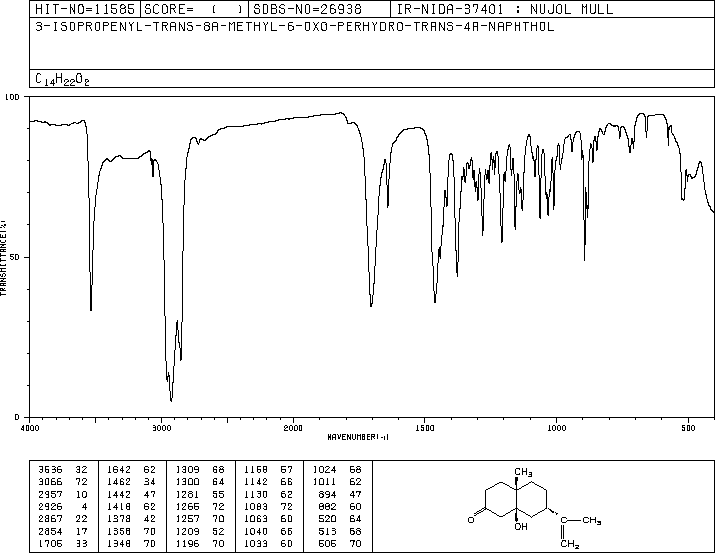 HIT-NO=11585 SCORE= ( ) SDBS-NO=26938 IR-NIDA-37401 : NUJOL MULL
3-ISOPROPENYL-TRANS-8A-METHYL-6-OXO-PERHYDRO-TRANS-4A-NAPHTHOL
C14H22O2
100
50
0
TRANSMITTANCE(%)
4000 3000 2000 1500 1000 500
WAVENUMBER(-1)
3536 32 1642 62 1309 68 1158 57 1024 68
3066 72 1462 34 1300 64 1142 66 1011 62
2957 10 1442 47 1281 55 1130 62 894 47
2926 4 1418 62 1265 72 1083 72 882 60
2867 22 1378 42 1257 70 1063 60 520 64
2854 17 1358 70 1209 52 1040 66 513 68
1706 33 1348 70 1196 70 1033 60 505 70
CH3
O
OH
C
CH3
CH2